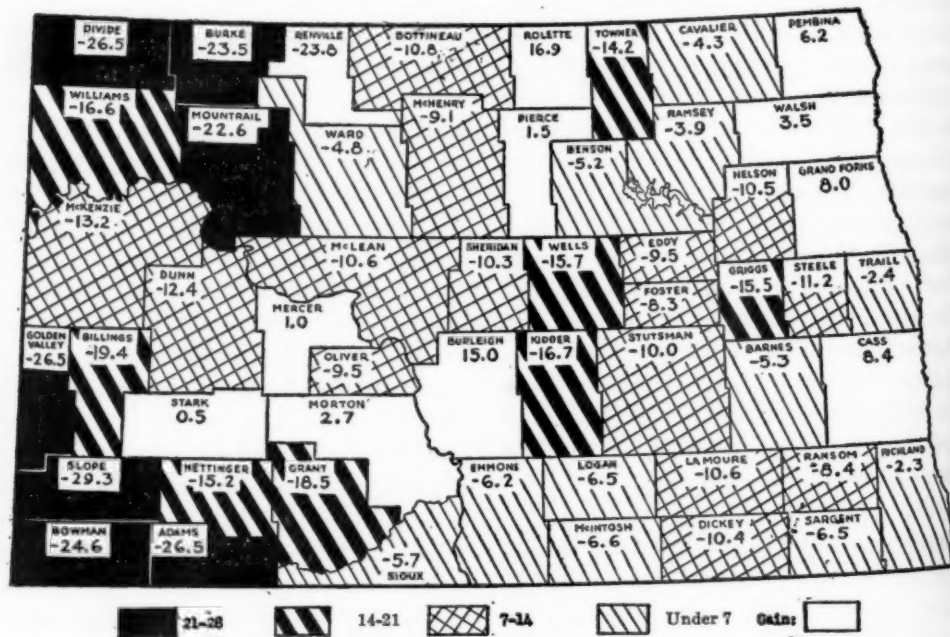 DIVIDE
-26.5
BURKE
-23.5
RENVILLE
-23.8
BOTTINEAU
-10.8
ROLETTE
16.9
TOWNER
-14.2
CAVALIER
-4.3
PEMBINA
6.2
WILLIAMS
-16.6
MOUNTRAIL
-22.6
WARD
-4.8
McHENRY
-9.1
PIERCE
1.5
BENSON
-5.2
RAMSEY
-3.9
WALSH
3.5
NELSON
-10.5
GRAND FORKS
8.0
McKENZIE
-13.2
DUNN
-12.4
McLEAN
-10.6
SHERIDAN
-10.3
WELLS
-15.7
EDDY
-9.5
FOSTER
-8.3
GRIGGS
-15.5
STEELE
-11.2
TRAILL
-2.4
MERCER
1.0
GOLDEN
VALLEY
-26.5
BILLINGS
-19.4
OLIVER
-9.5
BURLEIGH
15.0
KIDDER
-16.7
STUTSMAN
-10.0
BARNES
-5.3
CASS
8.4
STARK
0.5
MORTON
2.7
SLOPE
-29.3
HETTINGER
-15.2
GRANT
-18.5
EMMONS
-6.2
LOGAN
-6.5
LA MOURE
-10.6
RANSOM
-8.4
RICHLAND
-2.3
BOWMAN
-24.6
ADAMS
-26.5
-5.7
SIOUX
McINTOSH
-6.6
DICKEY
-10.4
SARGENT
-6.5
21-28 14-21 7-14 Under 7 Gain: